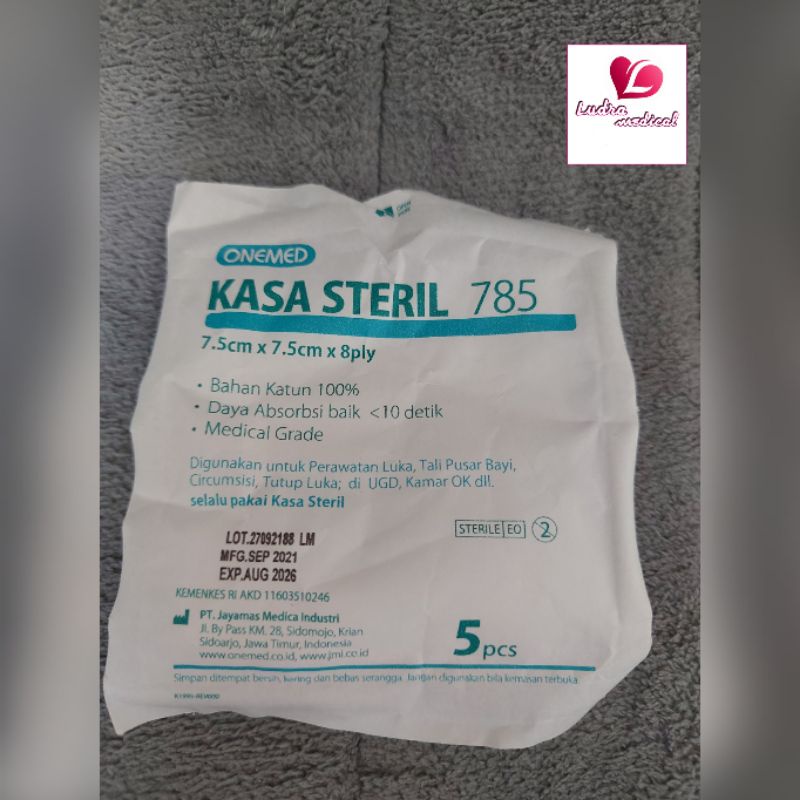 Ludra
medical
OPEN
HERE
ONEMED
KASA STERIL 785
7.5cm x 7.5cm x 8ply
• Bahan Katun 100%
• Daya Absorbsi baik <10 detik
• Medical Grade
Digunakan untuk Perawatan Luka, Tali Pusar Bayi,
Circumsisi, Tutup Luka; di UGD, Kamar OK dll.
selalu pakai Kasa Steril
STERILE EO 2
LOT.27092188 LM
MFG.SEP 2021
EXP.AUG 2026
KEMENKES RI AKD 11603510246
PT. Jayamas Medica Industri
Jl. By Pass KM. 28, Sidomojo, Krian
Sidoarjo, Jawa Timur, Indonesia
www.onemed.co.id, www.jmi.co.id
5pcs
Simpan ditempat bersih, kering dan bebas serangga. Jangan digunakan bila kemasan terbuka.